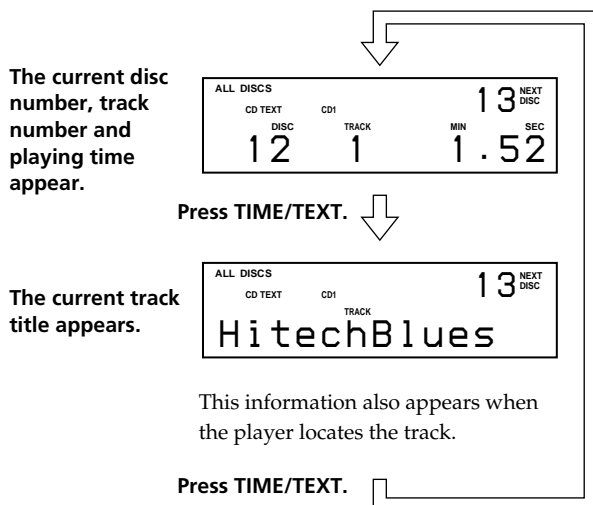 The current disc
number, track
number and
playing time
appear.
ALL DISCS
CD TEXT CD1 13 NEXT DISC
DISC TRACK MIN SEC
12 1 1.52
Press TIME/TEXT.
The current track
title appears.
ALL DISCS
CD TEXT CD1 13 NEXT DISC
TRACK
HitechBlues
This information also appears when
the player locates the track.
Press TIME/TEXT.